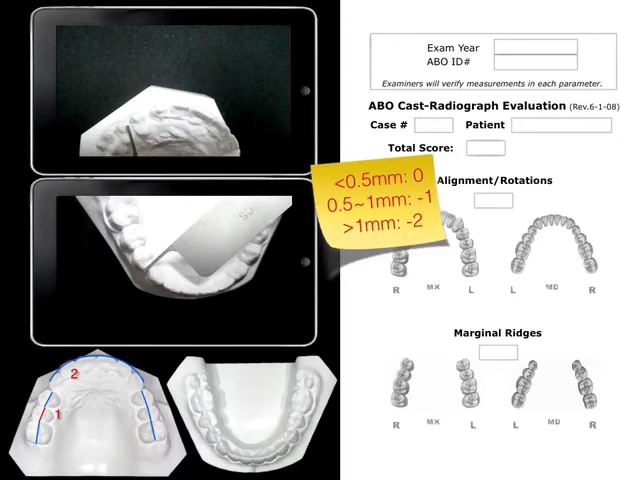 Exam Year
ABO ID#
Examiners will verify measurements in each parameter.
ABO Cast-Radiograph Evaluation (Rev.6-1-08)
Case # Patient
Total Score:
<0.5mm: 0
0.5~1mm: -1
>1mm: -2
Alignment/Rotations
R MX L L MD R
Marginal Ridges
R MX L L MD R
2
1